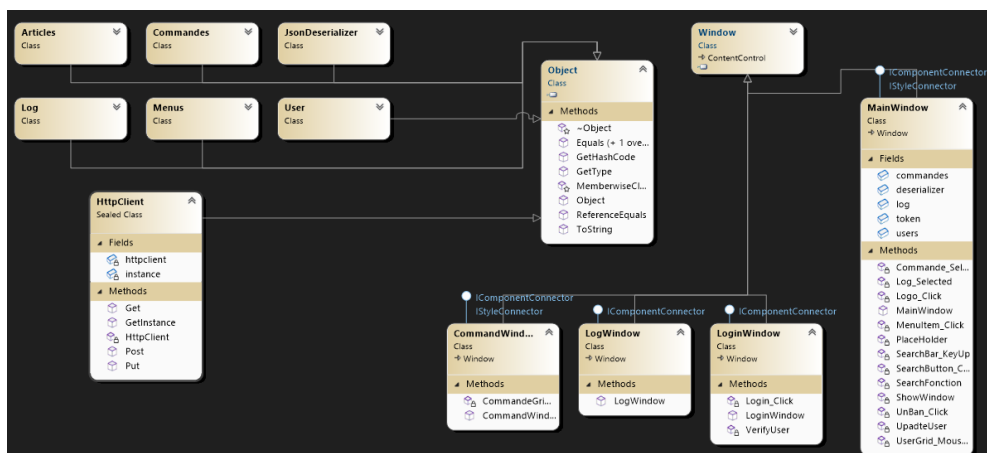 Articles
Class
Commandes
Class
JsonDeserializer
Class
Log
Class
Menus
Class
User
Class
Object
Class
Methods
~Object
Equals (+ 1 ove...
GetHashCode
GetType
MemberwiseCl...
Object
ReferenceEquals
ToString
Window
Class
ContentControl
HttpClient
Sealed Class
Fields
httpclient
instance
Methods
Get
GetInstance
HttpClient
Post
Put
IComponentConnector
IStyleConnector
CommandWind...
Class
Window
Methods
CommandeGri...
CommandWind...
IComponentConnector
LogWindow
Class
Window
Methods
LogWindow
IComponentConnector
LoginWindow
Class
Window
Methods
Login_Click
LoginWindow
VerifyUser
IComponentConnector
IStyleConnector
MainWindow
Class
Window
Fields
commandes
deserializer
log
token
users
Methods
Commande_Sel...
Log_Selected
Logo_Click
MainWindow
MenuItem_Click
PlaceHolder
SearchBar_KeyUp
SearchButton_C...
SearchFonction
ShowWindow
UnBan_Click
UpadteUser
UserGrid_Mous...